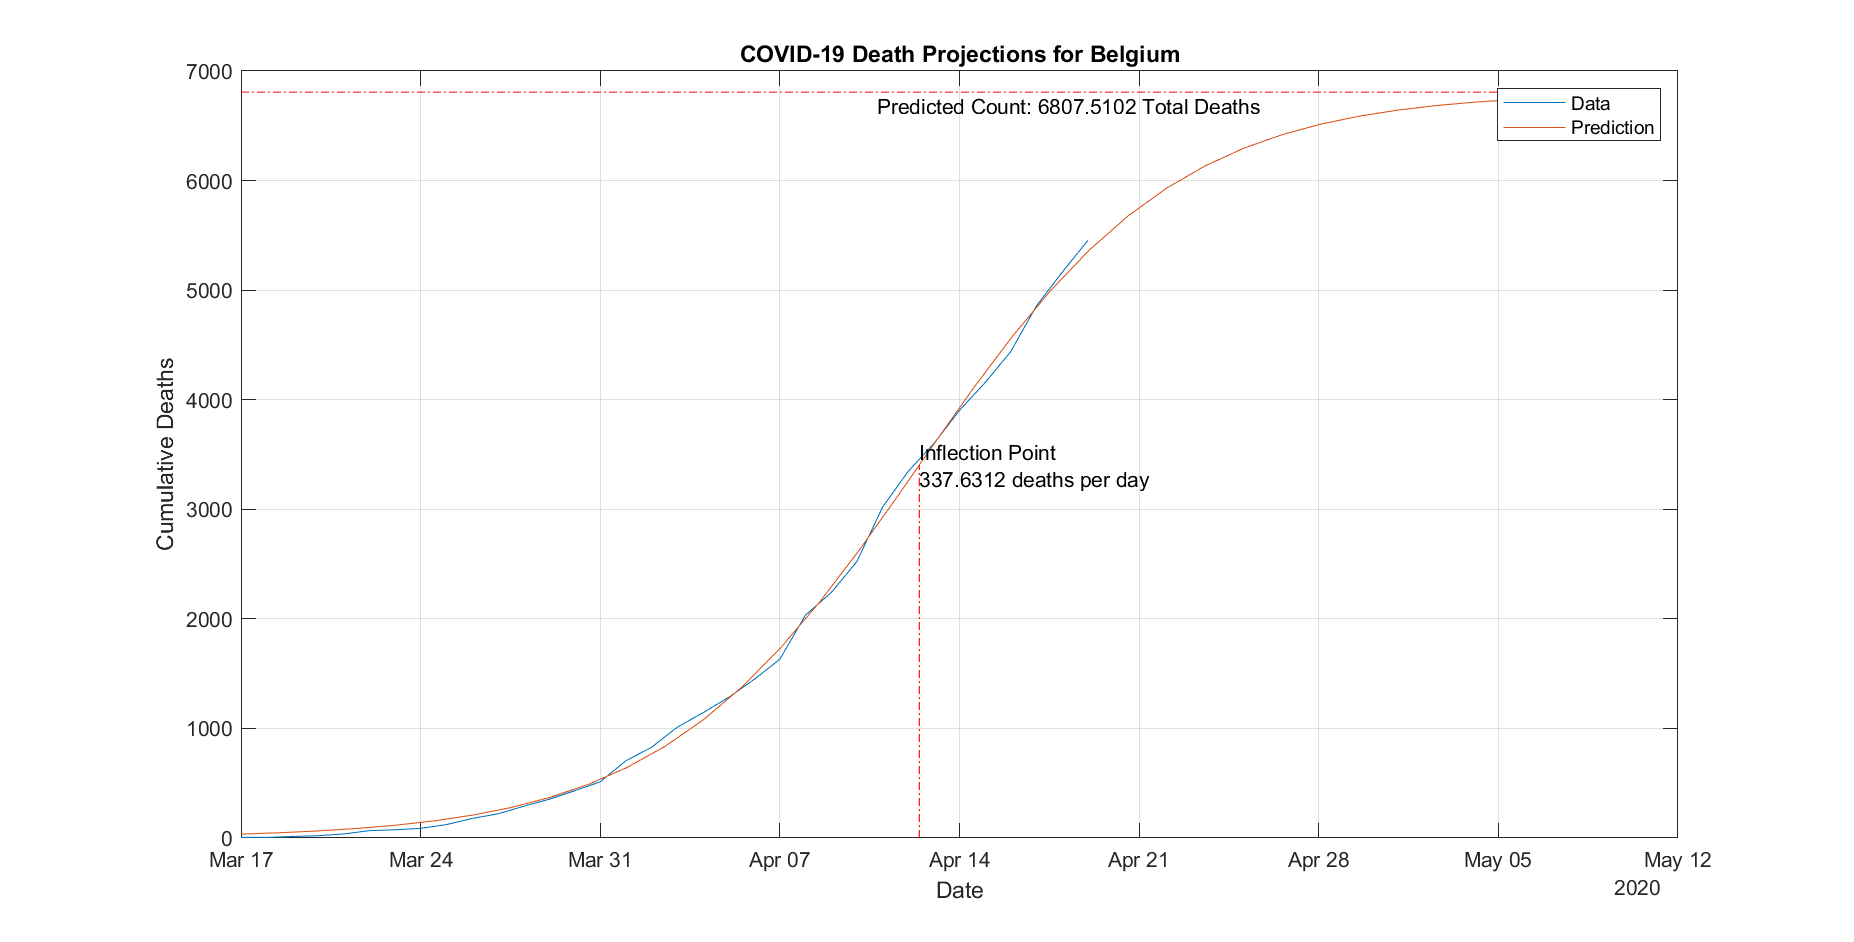 COVID-19 Death Projections for Belgium
7000
6000
5000
4000
3000
2000
1000
0
Cumulative Deaths
Predicted Count: 6807.5102 Total Deaths
Data
Prediction
Inflection Point
337.6312 deaths per day
Mar 17 Mar 24 Mar 31 Apr 07 Apr 14 Apr 21 Apr 28 May 05 May 12
Date
2020